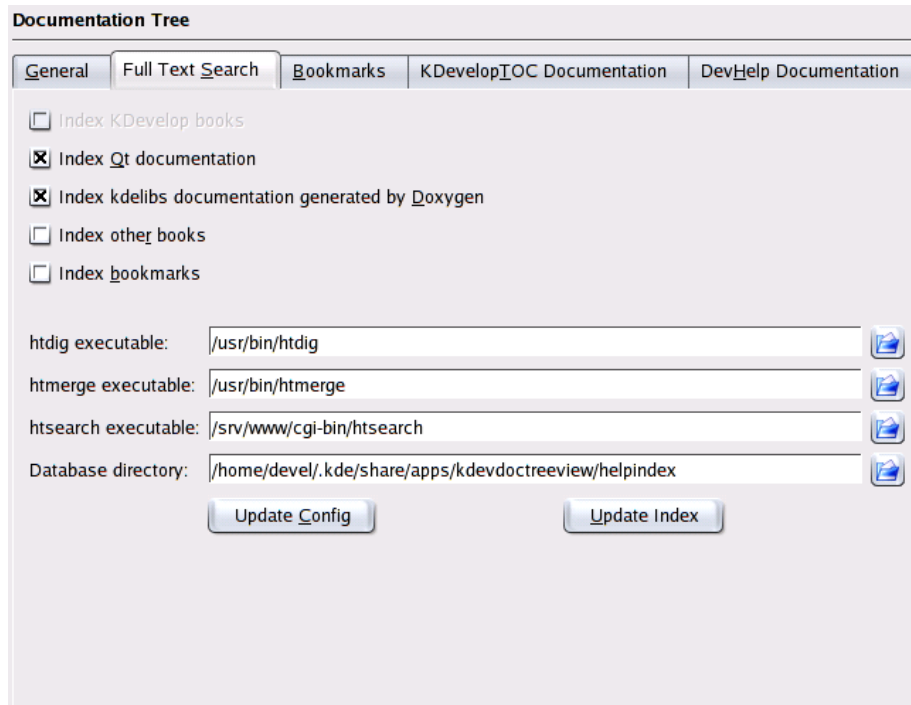 Documentation Tree
General Full Text Search Bookmarks KDevelopTOC Documentation DevHelp Documentation
Index KDevelop books
Index Qt documentation
Index kdelibs documentation generated by Doxygen
Index other books
Index bookmarks
htdig executable: /usr/bin/htdig
htmerge executable: /usr/bin/htmerge
htsearch executable: /srv/www/cgi-bin/htsearch
Database directory: /home/devel/.kde/share/apps/kdevdoctreeview/helpindex
Update Config Update Index